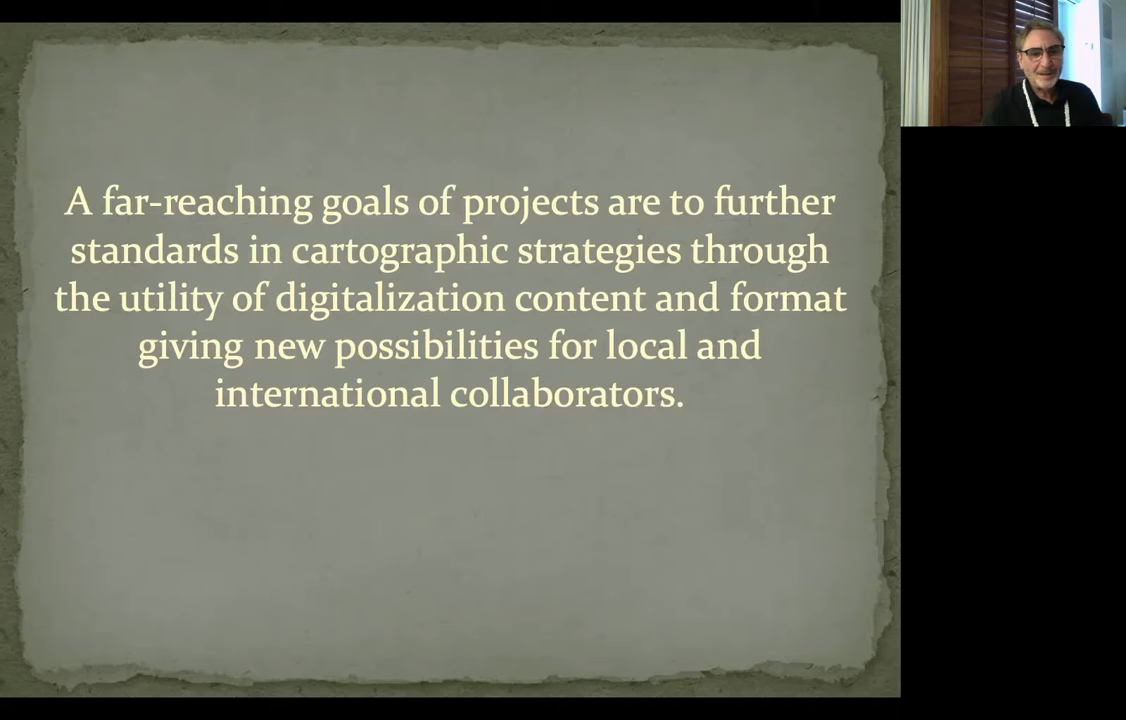 A far-reaching goals of projects are to further
standards in cartographic strategies through
the utility of digitalization content and format
giving new possibilities for local and
international collaborators.